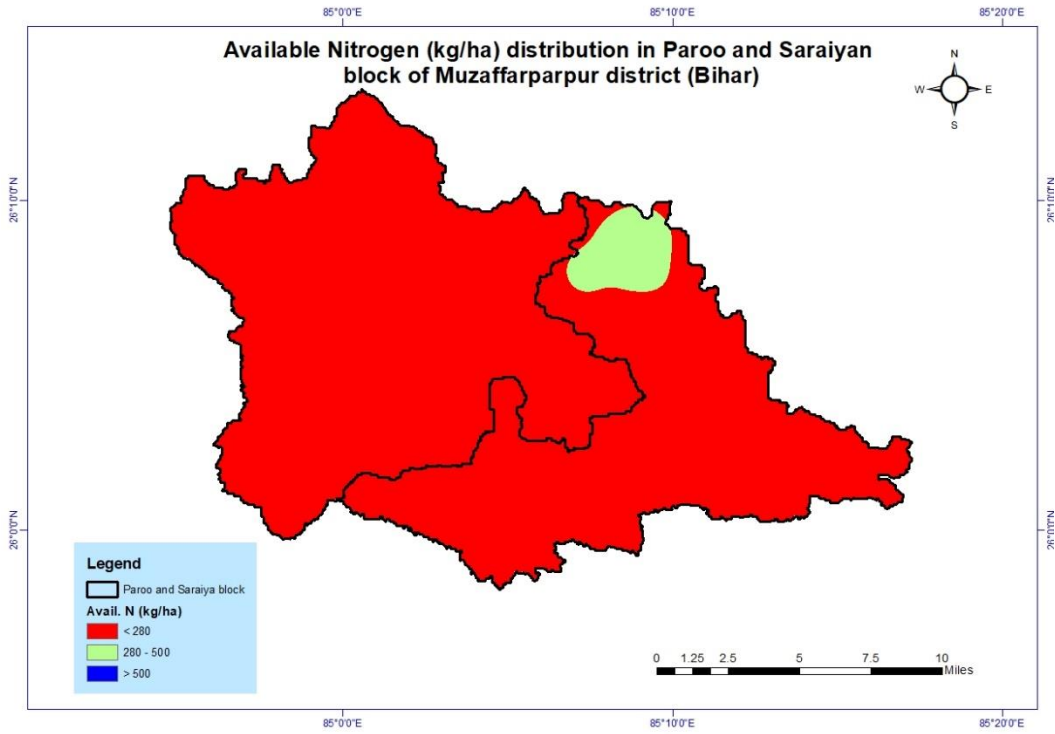 85°0'0"E
85°10'0"E
85°20'0"E
Available Nitrogen (kg/ha) distribution in Paroo and Saraiyan
block of Muzaffarparpur district (Bihar)
N
W
E
S
26°10'0"N
26°10'0"N
26°0'0"N
26°0'0"N
Legend
Paroo and Saraiya block
Avail. N (kg/ha)
< 280
280 - 500
> 500
0 1.25 2.5 5 7.5 10
Miles
85°0'0"E
85°10'0"E
85°20'0"E